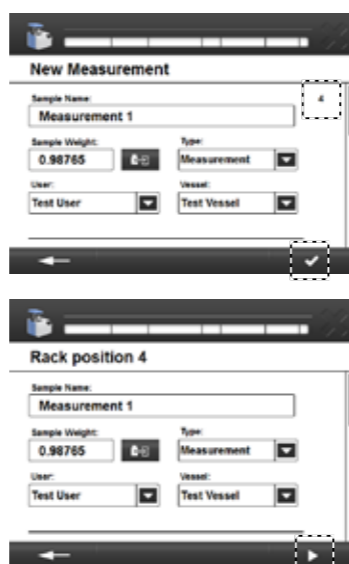 New Measurement
Sample Name:
Measurement 1
4
Sample Weight:
Type:
0.98765
Measurement
User:
Vessel:
Test User
Test Vessel
Rack position 4
Sample Name:
Measurement 1
Sample Weight:
Type:
0.98765
Measurement
User:
Vessel:
Test User
Test Vessel